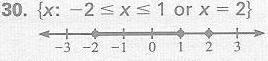 30. {x: −2 ≤ x ≤ 1 or x = 2}
−3 −2 −1 0 1 2 3